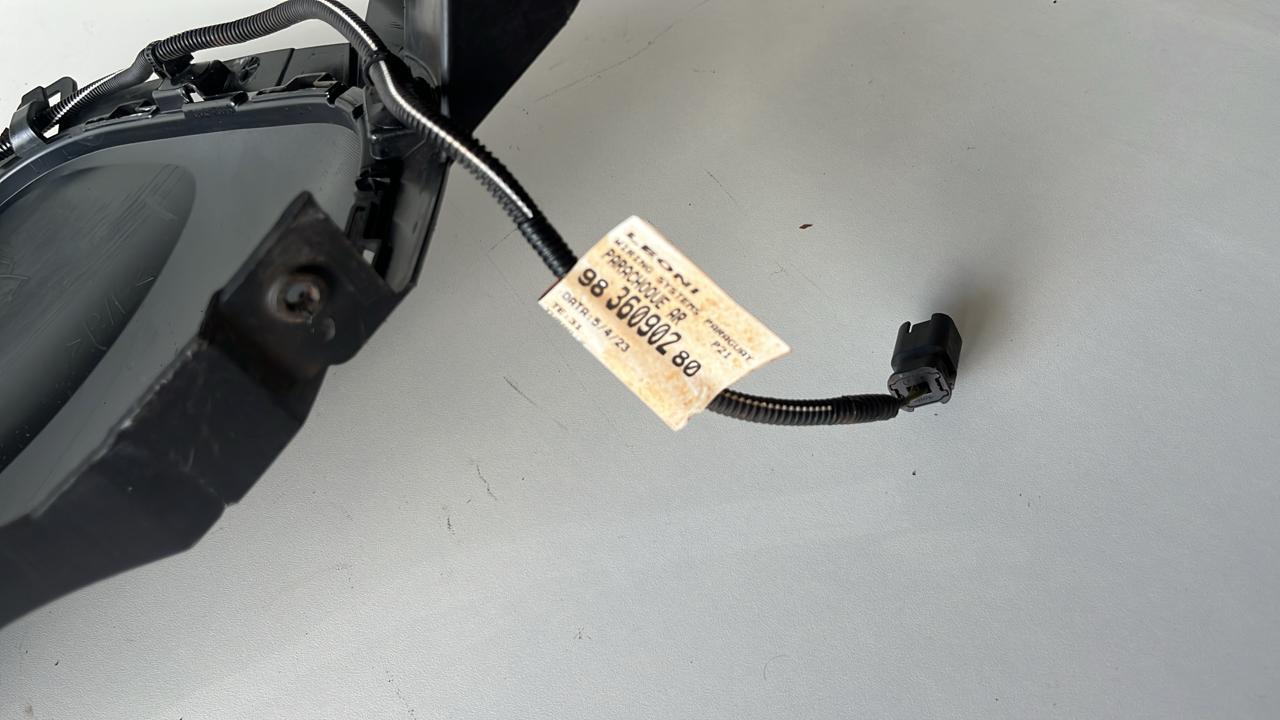 LEONI
WIRING SYSTEMS PARAGUAY
PARACHOQUE AR P21
98 360902 80
DATA:5/4/23
TE:31